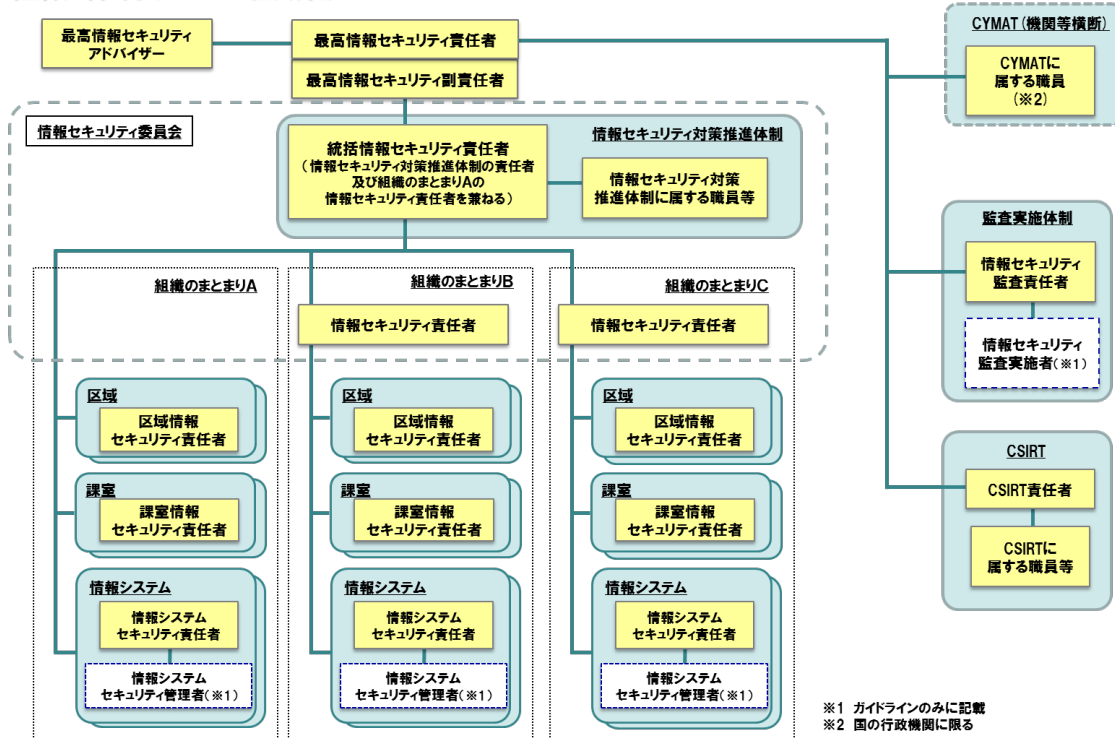 最高情報セキュリティ
アドバイザー
最高情報セキュリティ責任者
最高情報セキュリティ副責任者
CYMAT(機関等横断)
CYMATに
属する職員
(※2)
情報セキュリティ委員会
情報セキュリティ対策推進体制
統括情報セキュリティ責任者
(情報セキュリティ対策推進体制の責任者
及び組織のまとまりAの
情報セキュリティ責任者を兼ねる)
情報セキュリティ対策
推進体制に属する職員等
監査実施体制
情報セキュリティ
監査責任者
情報セキュリティ
監査実施者(※1)
組織のまとまりA
組織のまとまりB
組織のまとまりC
情報セキュリティ責任者
情報セキュリティ責任者
区域
区域情報
セキュリティ責任者
区域
区域情報
セキュリティ責任者
区域
区域情報
セキュリティ責任者
課室
課室情報
セキュリティ責任者
課室
課室情報
セキュリティ責任者
課室
課室情報
セキュリティ責任者
情報システム
情報システム
セキュリティ責任者
情報システム
セキュリティ管理者(※1)
情報システム
情報システム
セキュリティ責任者
情報システム
セキュリティ管理者(※1)
情報システム
情報システム
セキュリティ責任者
情報システム
セキュリティ管理者(※1)
CSIRT
CSIRT責任者
CSIRTに
属する職員等
※1 ガイドラインのみに記載
※2 国の行政機関に限る